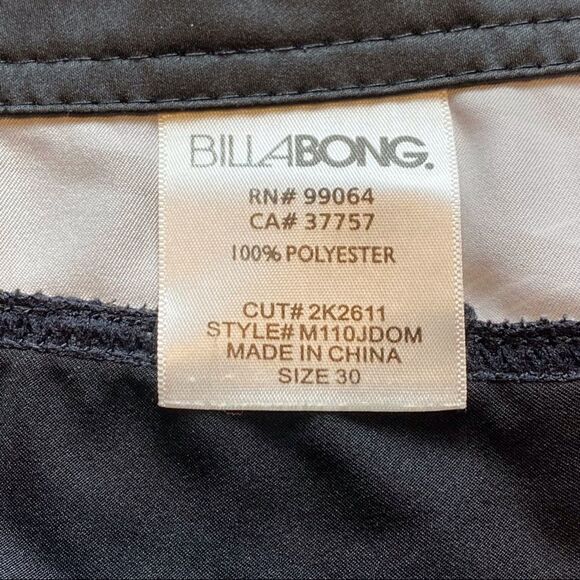 BILLABONG.
RN# 99064
CA# 37757
100% POLYESTER
CUT# 2K2611
STYLE# M110JDOM
MADE IN CHINA
SIZE 30